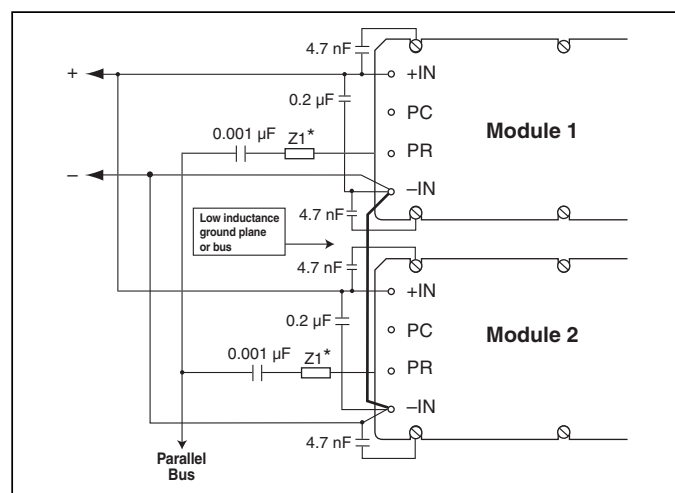 4.7 nF
+
+IN
0.2 µF
PC
Module 1
0.001 µF
Z1*
PR
–
–IN
4.7 nF
Low inductance
ground plane
or bus
4.7 nF
+IN
0.2 µF
PC
Module 2
0.001 µF
Z1*
PR
–IN
4.7 nF
Parallel
Bus